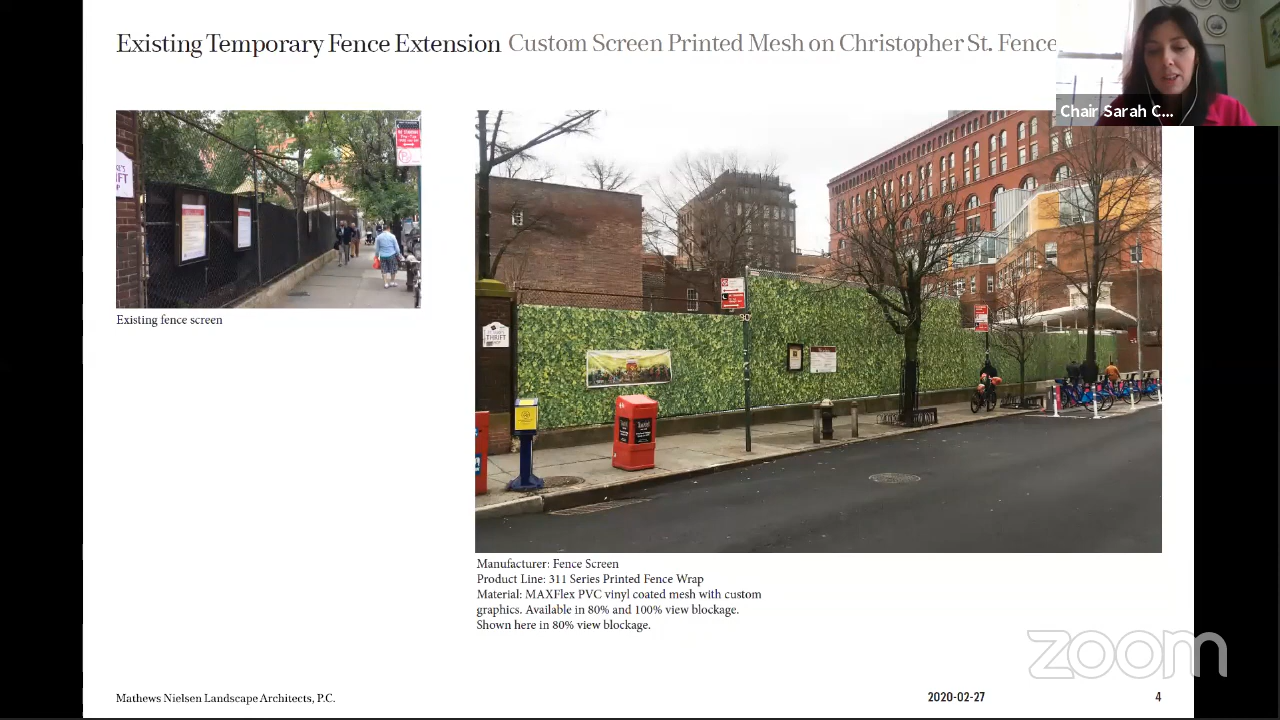 Existing Temporary Fence Extension Custom Screen Printed Mesh on Christopher St. Fence
Chair Sarah C...
THRIFT
Existing fence screen
Manufacturer: Fence Screen
Product Line: 311 Series Printed Fence Wrap
Material: MAXFlex PVC vinyl coated mesh with custom
graphics. Available in 80% and 100% view blockage.
Shown here in 80% view blockage.
zoom
Mathews Nielsen Landscape Architects, P.C.
2020-02-27
4